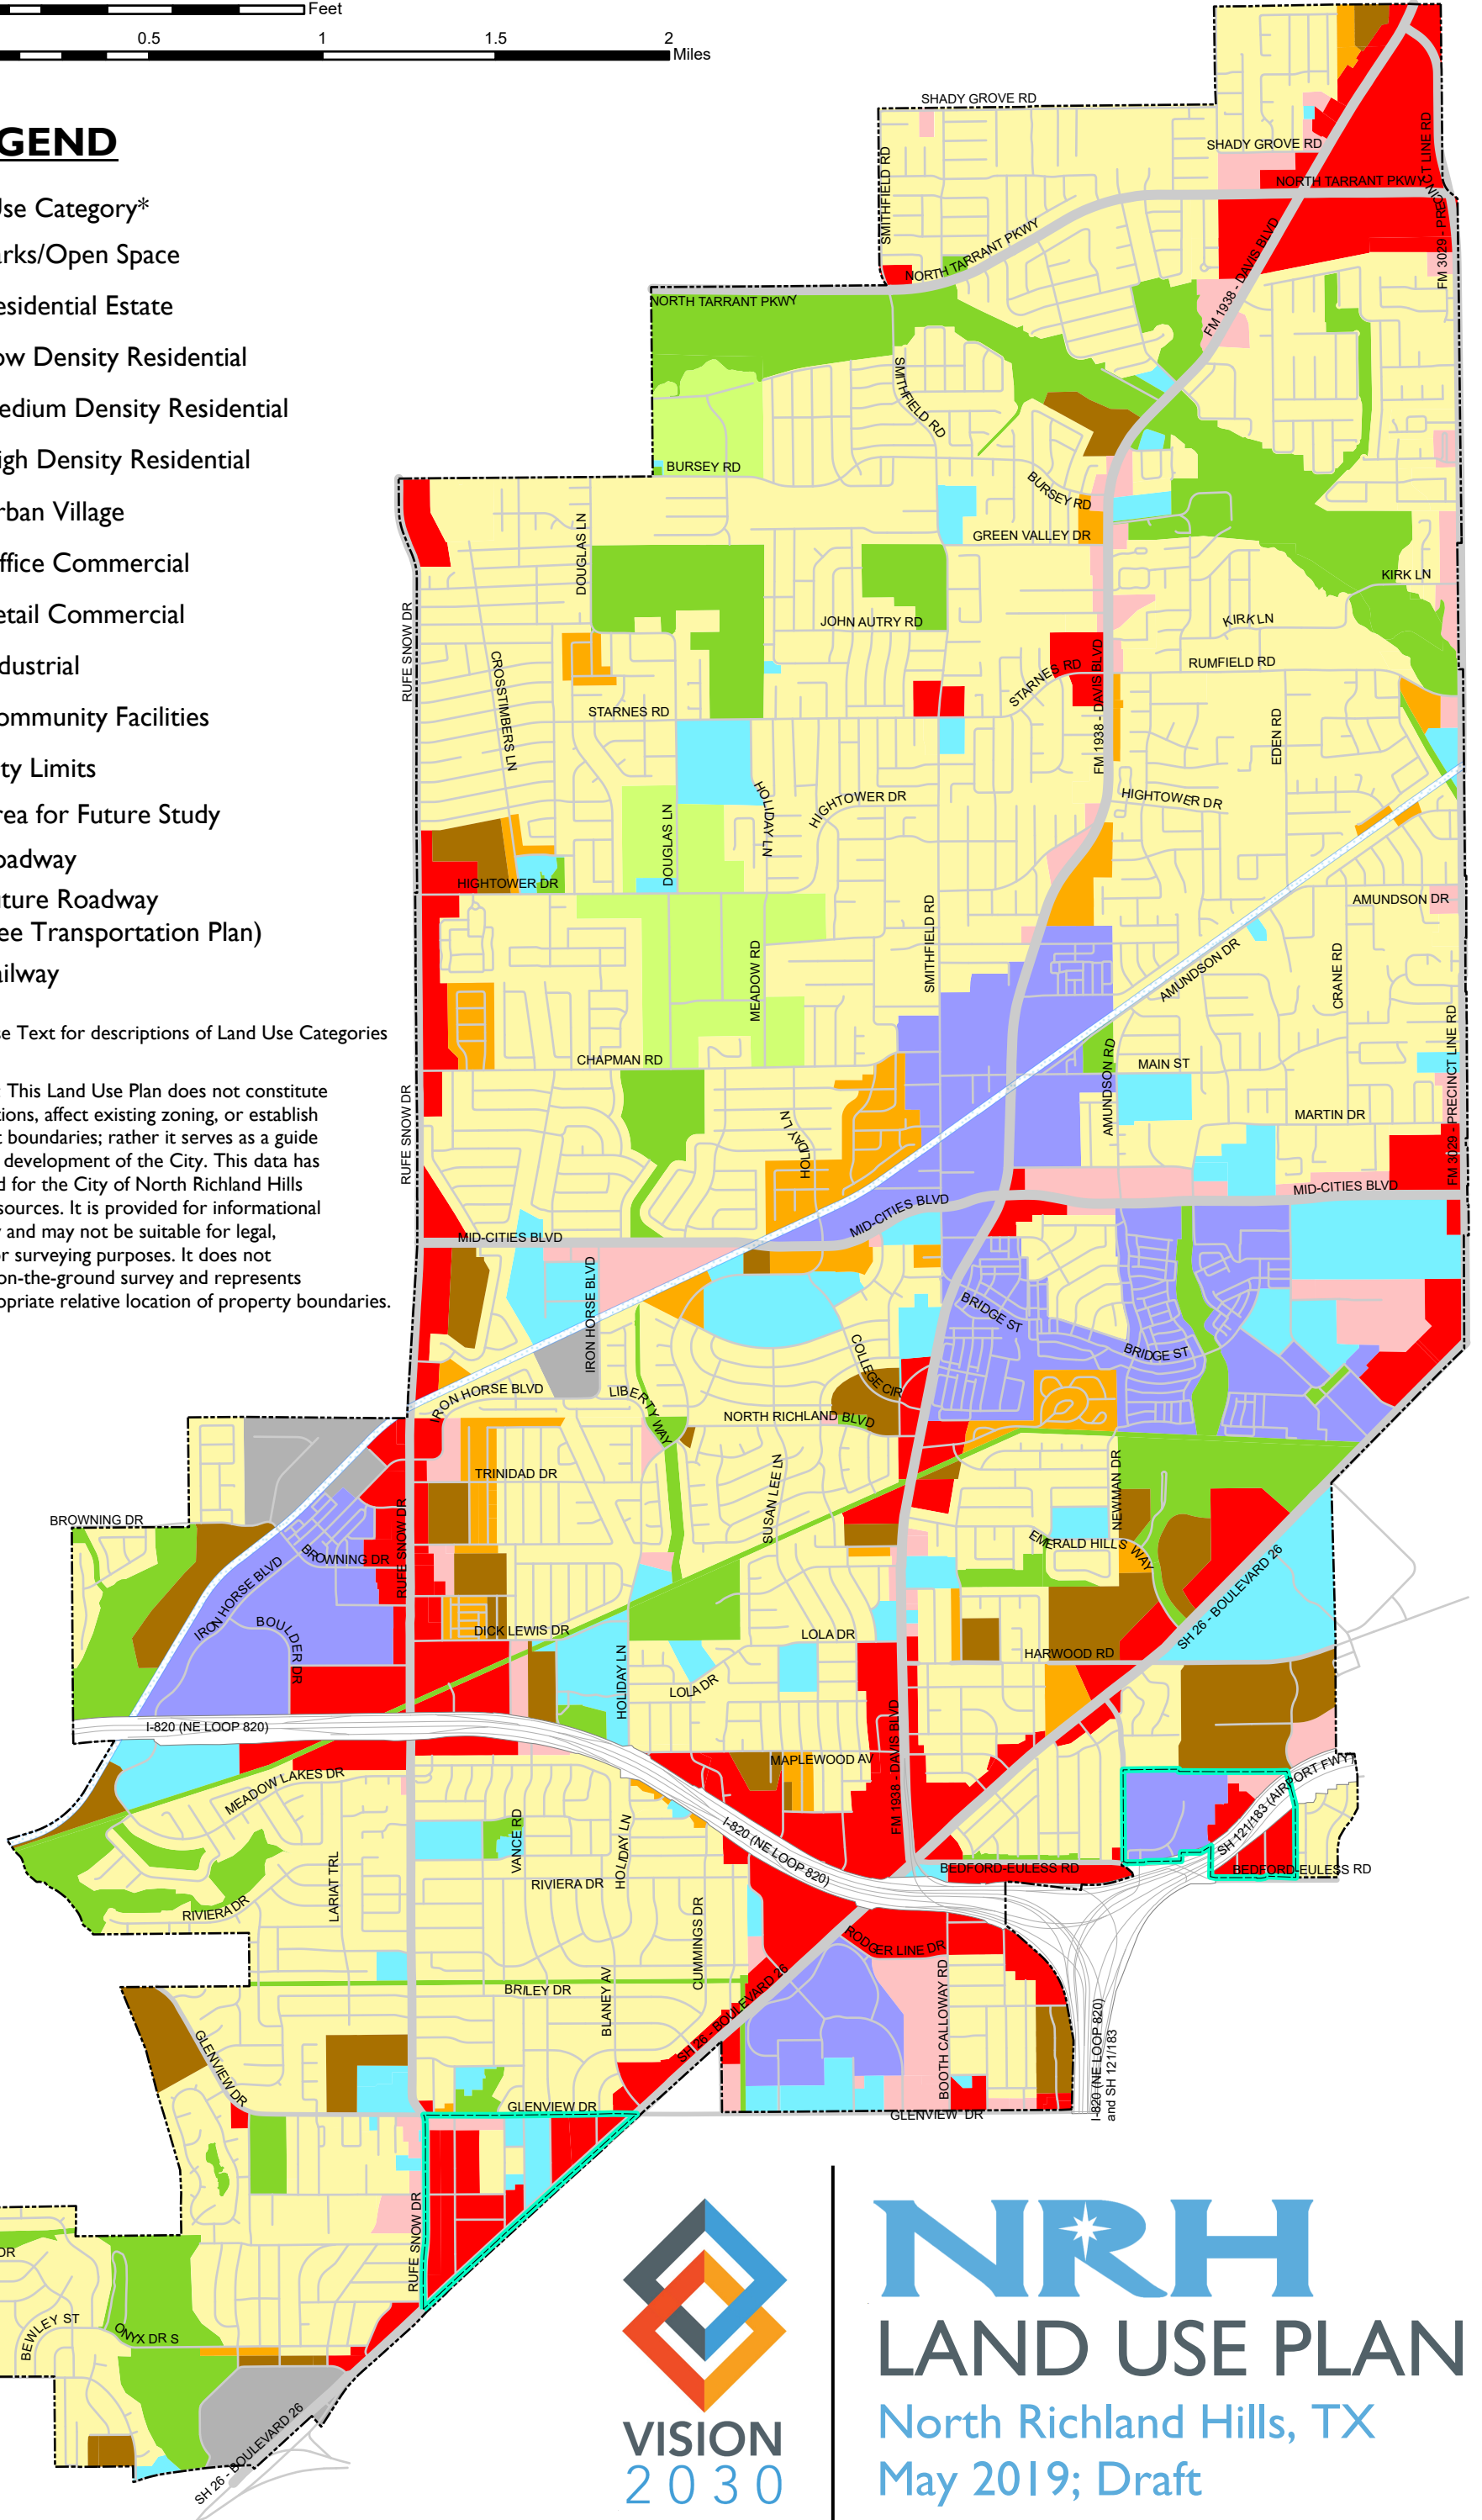 Feet
0.5 1 1.5 2
Miles
GEND
Use Category*
arks/Open Space
esidential Estate
ow Density Residential
edium Density Residential
igh Density Residential
rban Village
ffice Commercial
etail Commercial
ndustrial
ommunity Facilities
ity Limits
rea for Future Study
oadway
uture Roadway
ee Transportation Plan)
ailway
se Text for descriptions of Land Use Categories
: This Land Use Plan does not constitute
tions, affect existing zoning, or establish
t boundaries; rather it serves as a guide
development of the City. This data has
d for the City of North Richland Hills
sources. It is provided for informational
y and may not be suitable for legal,
or surveying purposes. It does not
on-the-ground survey and represents
opriate relative location of property boundaries.
SHADY GROVE RD
SHADY GROVE RD
SMITHFIELD RD
NORTH TARRANT PKWY
FM 3029 - PRECINCT LINE RD
NORTH TARRANT PKWY
NORTH TARRANT PKWY
FM 1938 - DAVIS BLVD
SMITHFIELD RD
BURSEY RD
BURSEY RD
GREEN VALLEY DR
DOUGLAS LN
KIRK LN
KIRK LN
JOHN AUTRY RD
RUFE SNOW DR
CROSSTIMBERS LN
STARNES RD
RUMFIELD RD
STARNES RD
FM 1938 - DAVIS BLVD
EDEN RD
HOLIDAY LN
HIGHTOWER DR
HIGHTOWER DR
DOUGLAS LN
HIGHTOWER DR
AMUNDSON DR
SMITHFIELD RD
MEADOW RD
AMUNDSON DR
CRANE RD
CHAPMAN RD
MAIN ST
AMUNDSON RD
MARTIN DR
FM 3029 - PRECINCT LINE RD
RUFE SNOW DR
HOLIDAY LN
MID-CITIES BLVD
MID-CITIES BLVD
MID-CITIES BLVD
IRON HORSE BLVD
BRIDGE ST
BRIDGE ST
COLLEGE CIR
IRON HORSE BLVD
LIBERTY WAY
NORTH RICHLAND BLVD
TRINIDAD DR
SUSAN LEE LN
NEWMAN DR
BROWNING DR
BROWNING DR
RUFE SNOW DR
EMERALD HILLS WAY
IRON HORSE BLVD
BOULDER DR
DICK LEWIS DR
LOLA DR
HARWOOD RD
SH 26 - BOULEVARD 26
HOLIDAY LN
LOLA DR
I-820 (NE LOOP 820)
MAPLEWOOD AV
FM 1938 - DAVIS BLVD
MEADOW LAKES DR
I-820 (NE LOOP 820)
SH 121/183 (AIRPORT FWY)
VANCE RD
HOLIDAY LN
BEDFORD-EULESS RD
BEDFORD-EULESS RD
RIVIERA DR
LARIAT TRL
RIVIERA DR
CUMMINGS DR
RODGER LINE DR
BRILEY DR
BLANEY AV
SH 26 - BOULEVARD 26
BOOTH CALLOWAY RD
I-820 (NE LOOP 820)
and SH 121/183
GLENVIEW DR
GLENVIEW DR
GLENVIEW DR
RUFE SNOW DR
DR
BEWLEY ST
ONYX DR S
SH 26 - BOULEVARD 26
VISION
2030
NRH
LAND USE PLAN
North Richland Hills, TX
May 2019; Draft